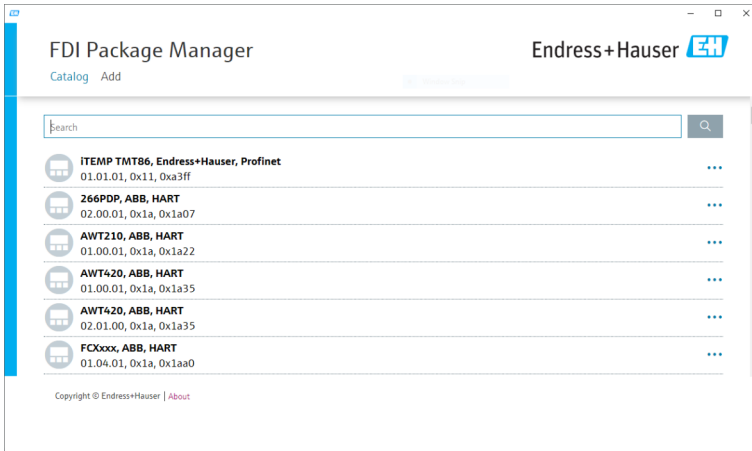 EH
FDI Package Manager
Endress+Hauser EH
Catalog Add
Search
iTEMP TMT86, Endress+Hauser, Profinet
01.01.01, 0x11, 0xa3ff
266PDP, ABB, HART
02.00.01, 0x1a, 0x1a07
AWT210, ABB, HART
01.00.01, 0x1a, 0x1a22
AWT420, ABB, HART
01.00.01, 0x1a, 0x1a35
AWT420, ABB, HART
02.01.00, 0x1a, 0x1a35
FCXxxx, ABB, HART
01.04.01, 0x1a, 0x1aa0
Copyright © Endress+Hauser | About